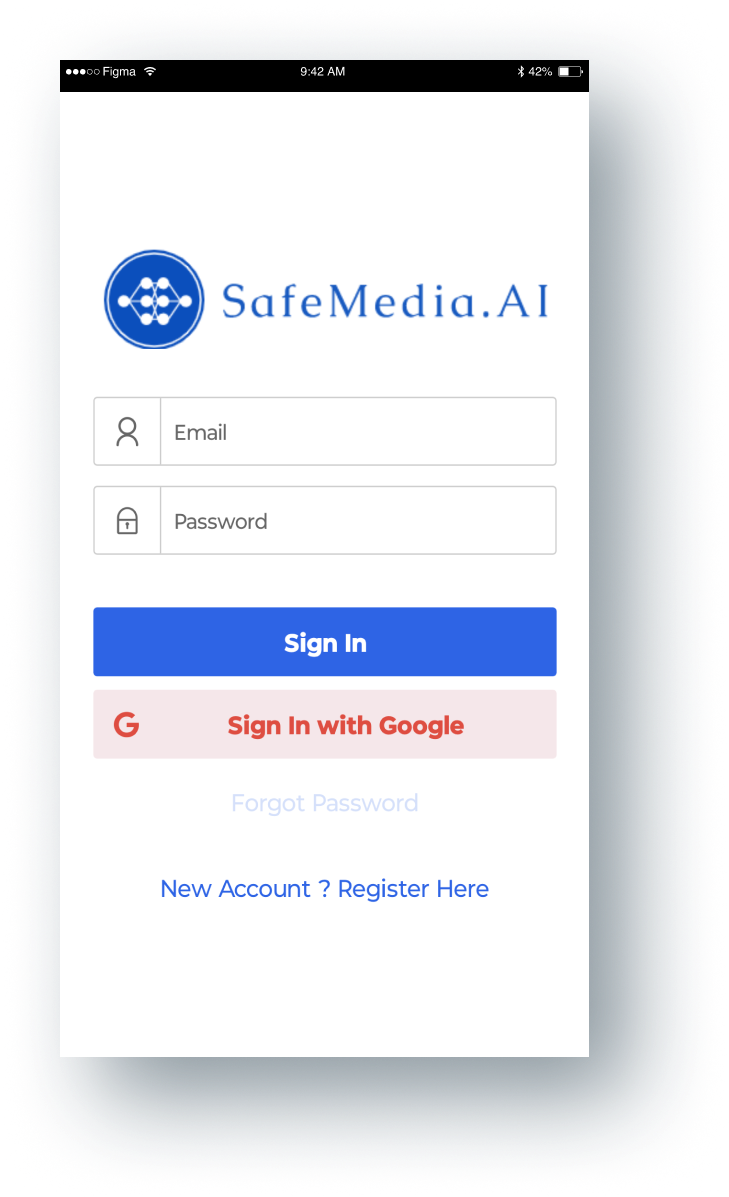 Figma 9:42 AM 42%
SafeMedia.AI
Email
Password
Sign In
G Sign In with Google
Forgot Password
New Account ? Register Here